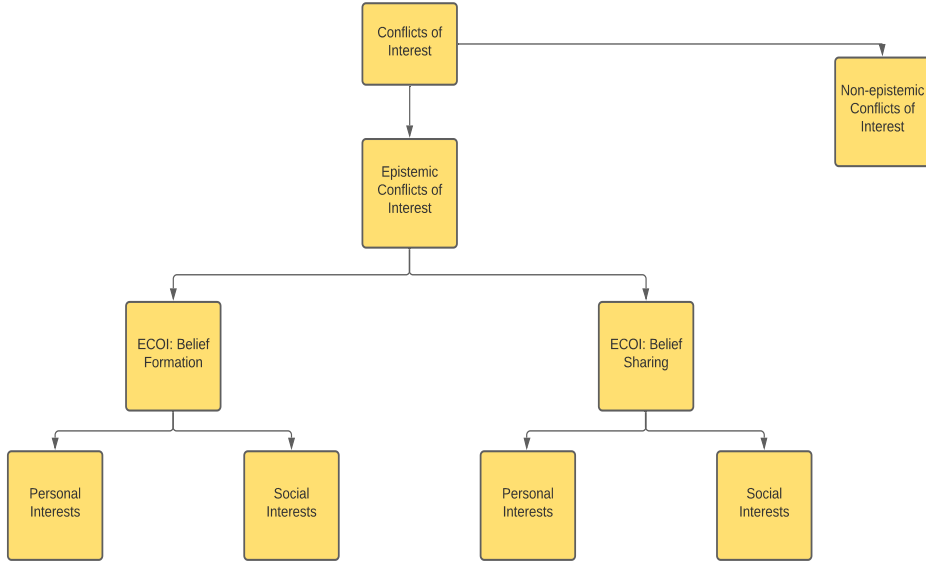 Conflicts of
Interest
Non-epistemic
Conflicts of
Interest
Epistemic
Conflicts of
Interest
ECOI: Belief
Formation
ECOI: Belief
Sharing
Personal
Interests
Social
Interests
Personal
Interests
Social
Interests